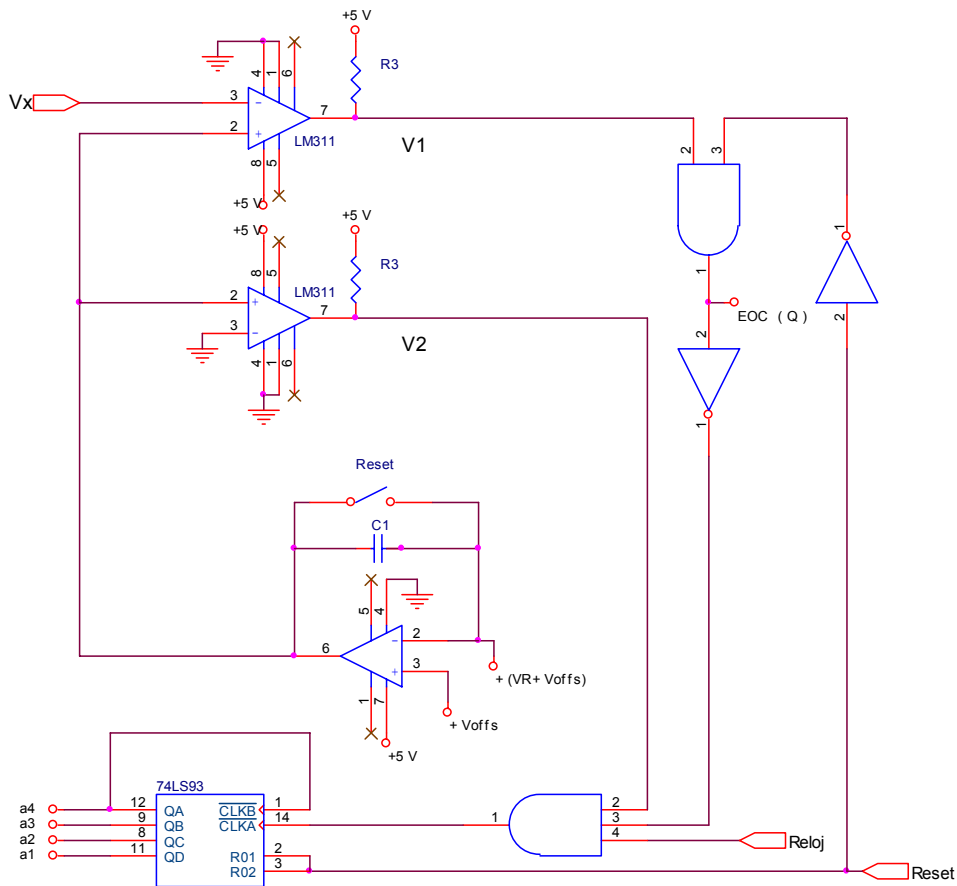 +5 V
R3
4
1
6
Vx
3
−
7
2
+
LM311
V1
8
5
+5 V
+5 V
+5 V
R3
8
5
LM311
2
+
7
3
−
V2
4
1
6
2
3
1
EOC ( Q )
2
1
1
2
Reset
C1
5
4
2
−
6
3
+
+ (VR+ Voffs)
1
7
+ Voffs
+5 V
74LS93
a4
12
QA
CLKB
1
a3
9
QB
CLKA
14
a2
8
QC
a1
11
QD
R01
2
R02
3
1
2
3
4
Reloj
Reset